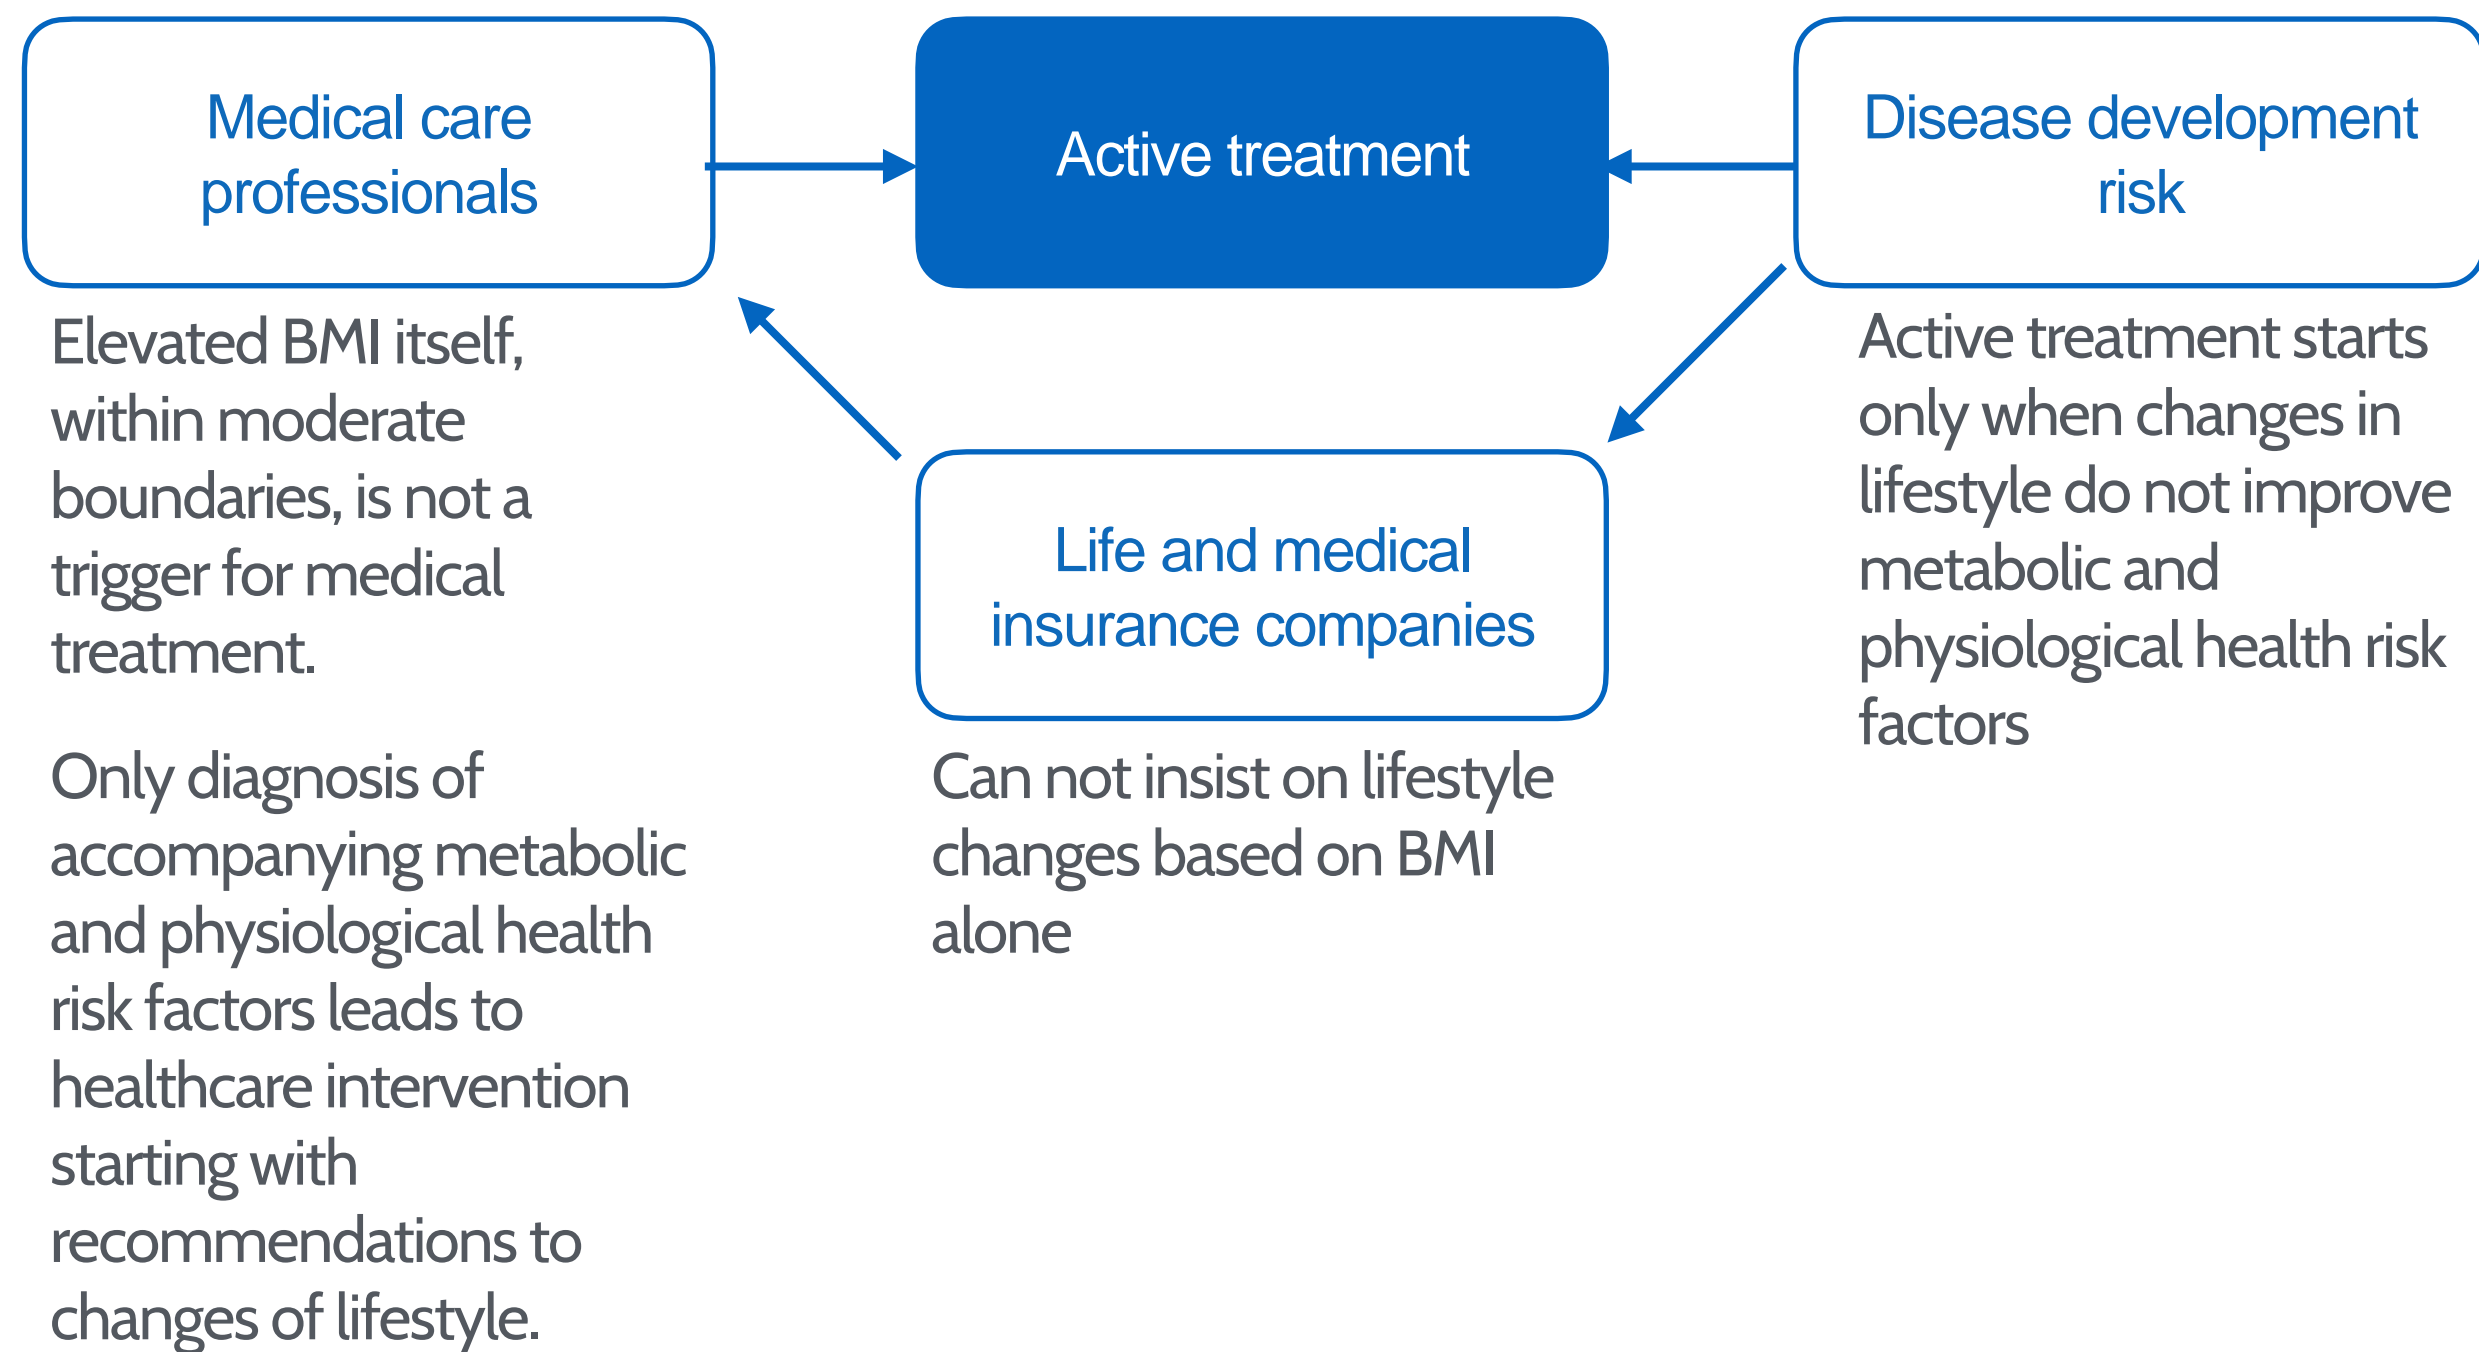 Medical care
professionals
Active treatment
Disease development
risk
Elevated BMI itself,
within moderate
boundaries, is not a
trigger for medical
treatment.
Only diagnosis of
accompanying metabolic
and physiological health
risk factors leads to
healthcare intervention
starting with
recommendations to
changes of lifestyle.
Life and medical
insurance companies
Can not insist on lifestyle
changes based on BMI
alone
Active treatment starts
only when changes in
lifestyle do not improve
metabolic and
physiological health risk
factors